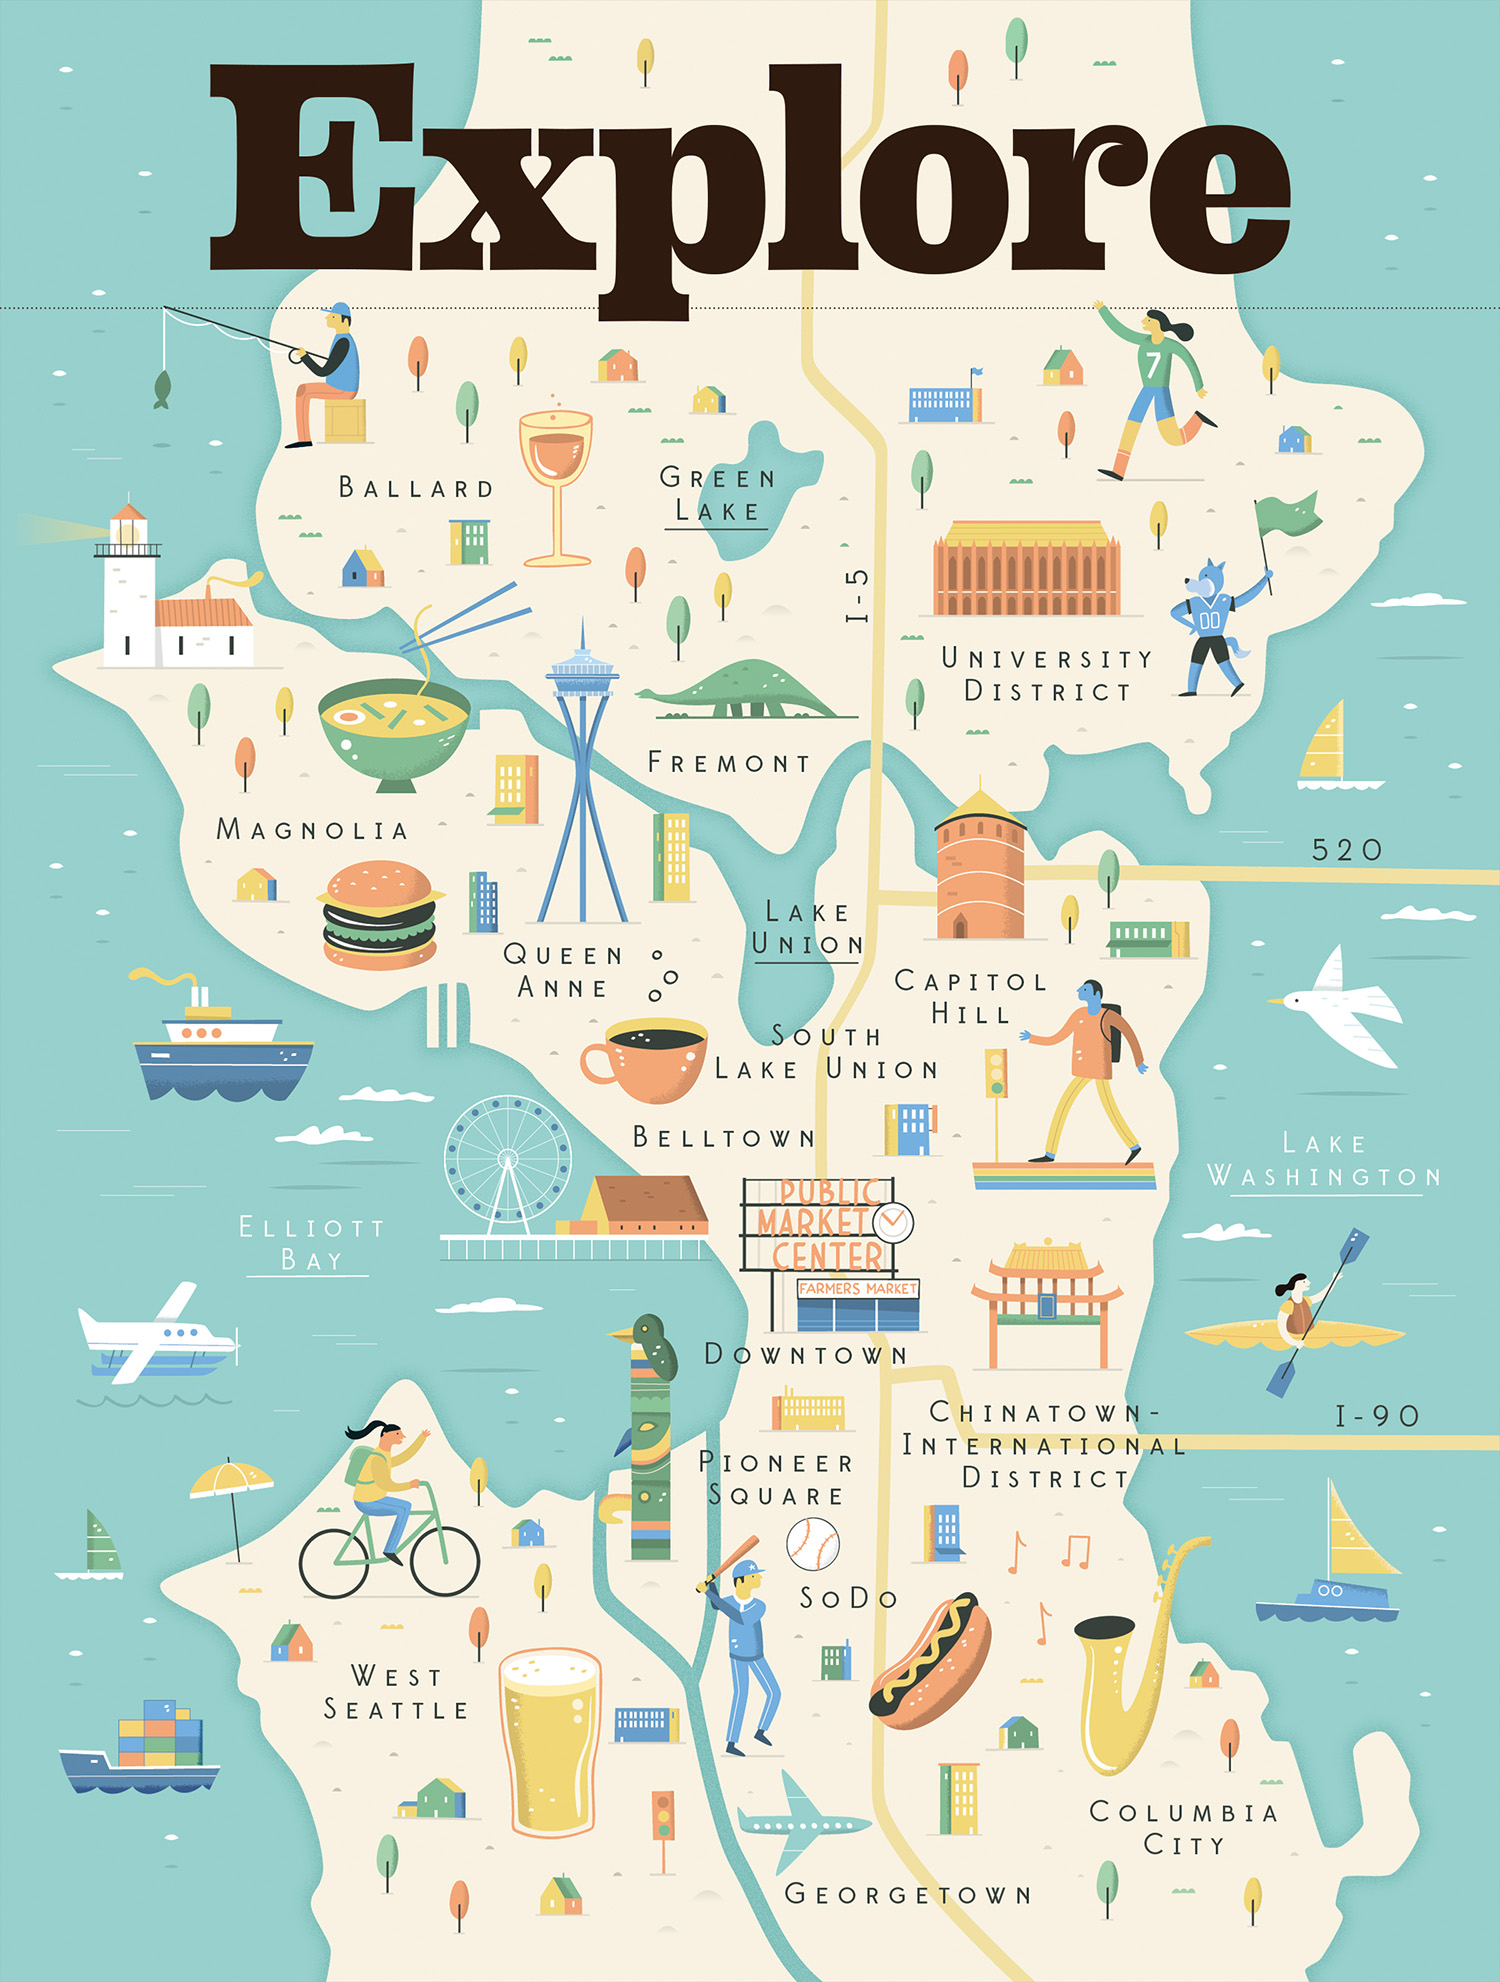 Explore
7
BALLARD
GREEN
LAKE
I-5
00
UNIVERSITY
DISTRICT
FREMONT
MAGNOLIA
520
LAKE
UNION
QUEEN
ANNE
CAPITOL
HILL
SOUTH
LAKE UNION
BELLTOWN
LAKE
WASHINGTON
PUBLIC
MARKET
CENTER
FARMERS MARKET
ELLIOTT
BAY
DOWNTOWN
I-90
CHINATOWN-
INTERNATIONAL
DISTRICT
PIONEER
SQUARE
SODO
WEST
SEATTLE
COLUMBIA
CITY
GEORGETOWN